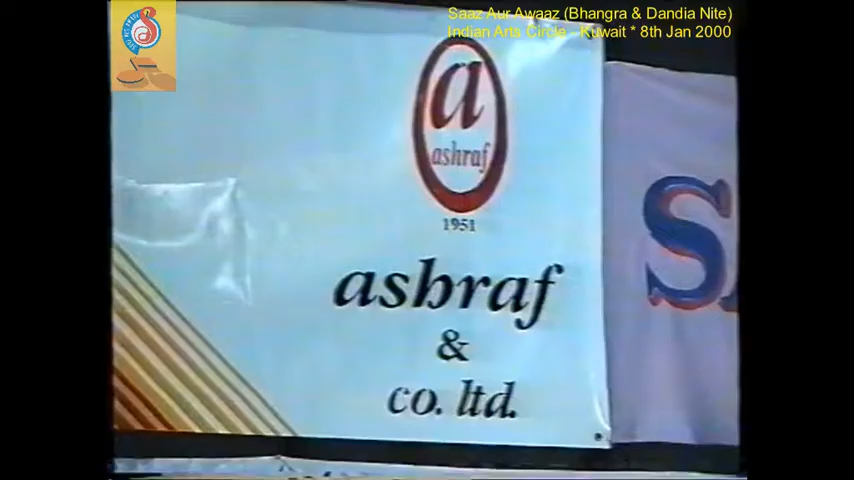 Saaz Aur Awaaz (Bhangra & Dandia Nite)
Indian Arts Circle - Kuwait * 8th Jan 2000
a
ashraf
1951
ashraf
&
co. ltd.
S